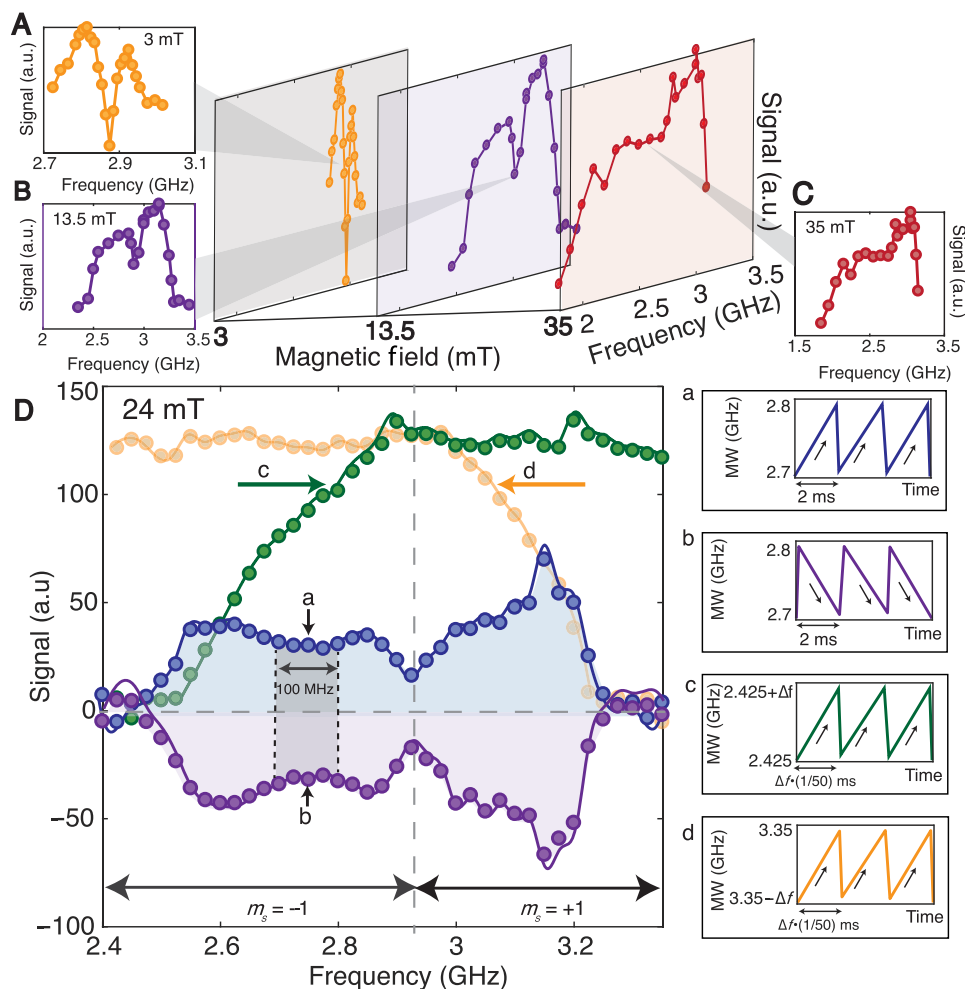 A
3 mT
Signal (a.u.)
2.7
2.9
3.1
Frequency (GHz)
B
13.5 mT
Signal (a.u.)
2
2.5
3
3.5
Frequency (GHz)
3
13.5
35
Magnetic field (mT)
2
2.5
3
3.5
Frequency (GHz)
Signal (a.u.)
C
35 mT
Signal (a.u.)
1.5
2.5
3.5
Frequency (GHz)
D
24 mT
Signal (a.u)
150
100
50
0
−50
−100
c
d
a
100 MHz
b
m_s = −1
m_s = +1
2.4
2.6
2.8
3
3.2
Frequency (GHz)
a
MW (GHz)
2.8
2.7
2 ms
Time
b
MW (GHz)
2.8
2.7
2 ms
Time
c
MW (GHz)
2.425+Δf
2.425
Δf•(1/50) ms
Time
d
MW (GHz)
3.35
3.35−Δf
Δf•(1/50) ms
Time